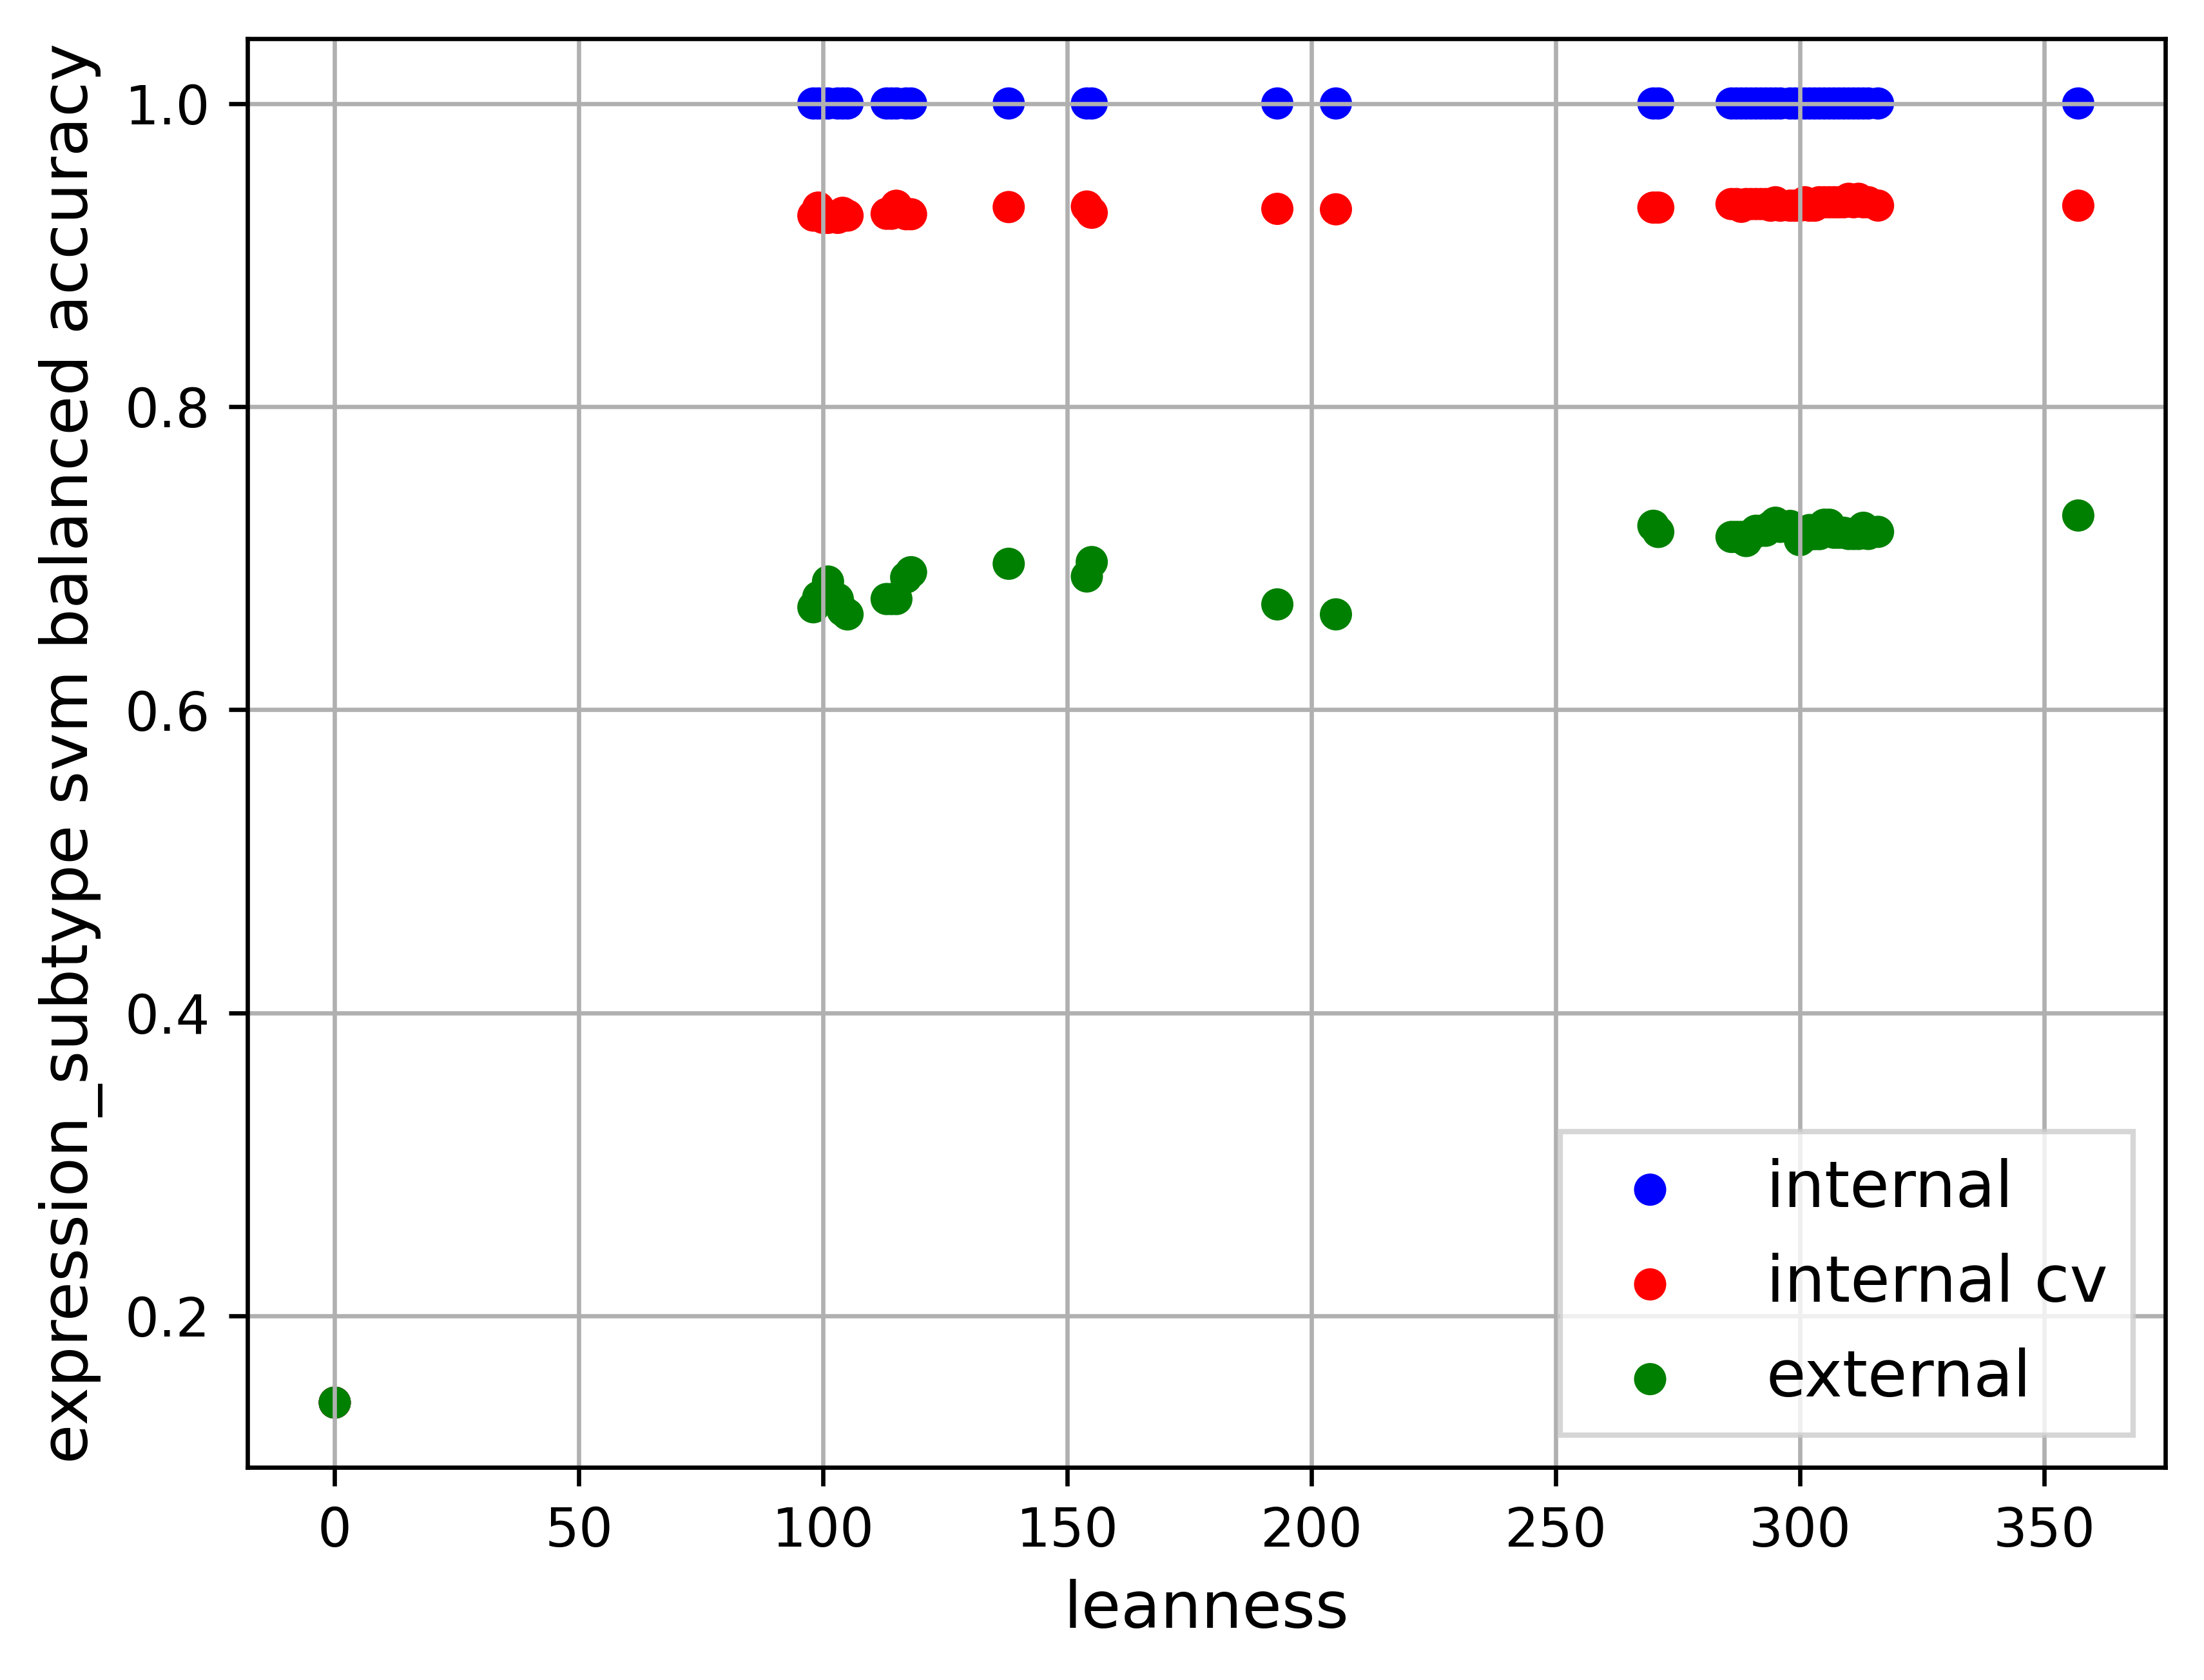 expression_subtype svm balanced accuracy
1.0
0.8
0.6
0.4
0.2
internal
internal cv
external
0 50 100 150 200 250 300 350
leanness